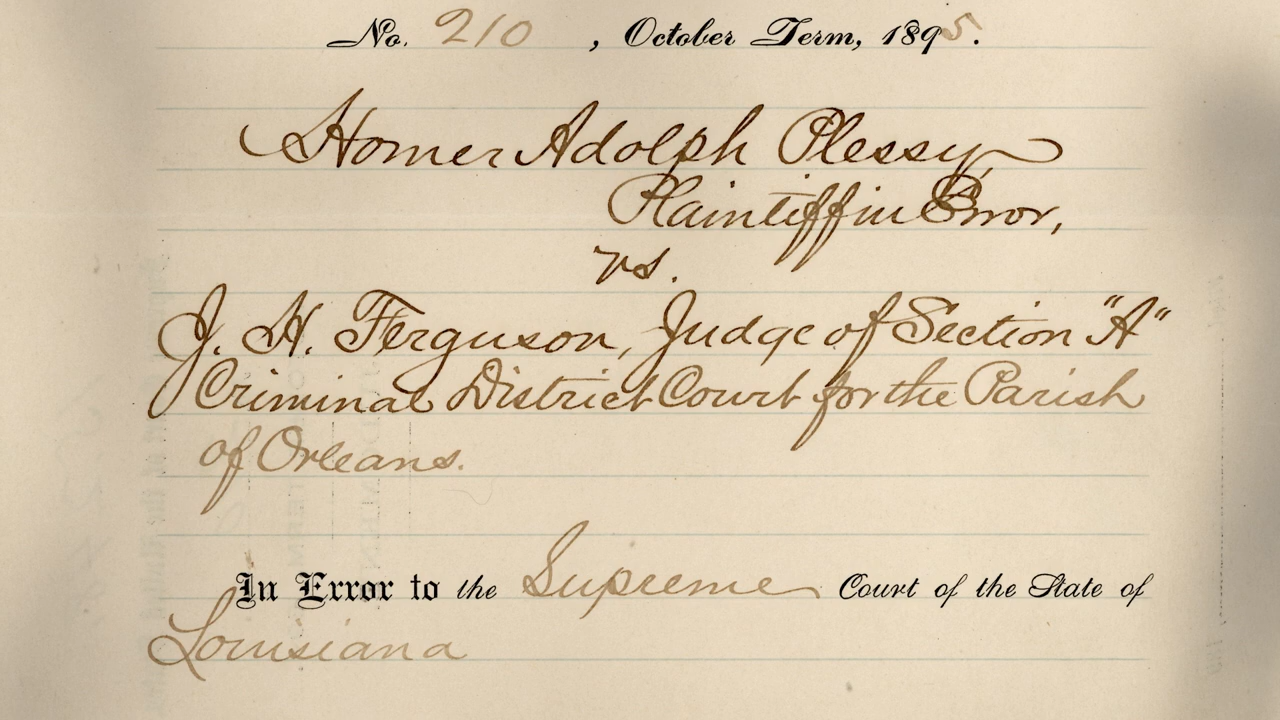 No. 210, October Term, 1895.
Homer Adolph Plessy,
Plaintiff in Error,
vs.
J. H. Ferguson, Judge of Section "A"
Criminal District Court for the Parish
of Orleans.
In Error to the Supreme Court of the State of
Louisiana